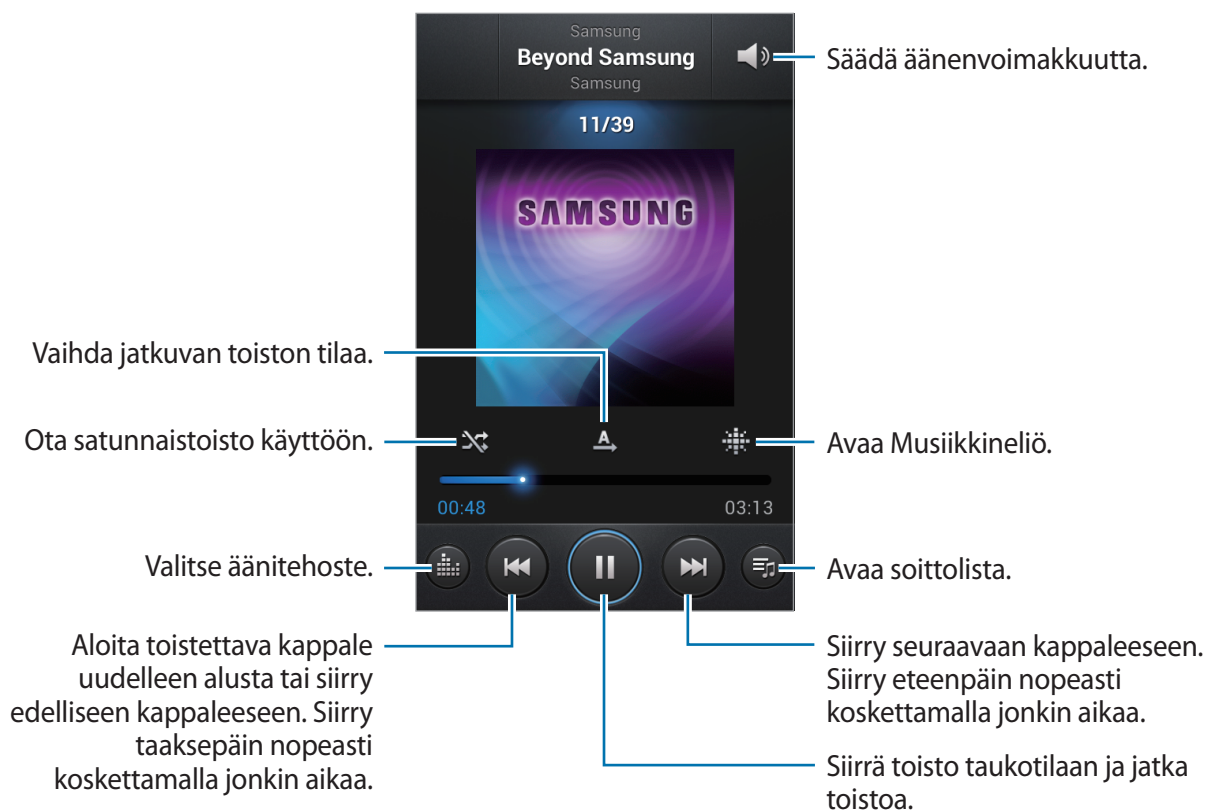 Samsung
Beyond Samsung
Samsung
Säädä äänenvoimakkuutta.
11/39
SAMSUNG
Vaihda jatkuvan toiston tilaa.
Ota satunnaistoisto käyttöön.
A
Avaa Musiikkineliö.
00:48
03:13
Valitse äänitehoste.
Avaa soittolista.
Aloita toistettava kappale
uudelleen alusta tai siirry
edelliseen kappaleeseen. Siirry
taaksepäin nopeasti
koskettamalla jonkin aikaa.
Siirry seuraavaan kappaleeseen.
Siirry eteenpäin nopeasti
koskettamalla jonkin aikaa.
Siirrä toisto taukotilaan ja jatka
toistoa.